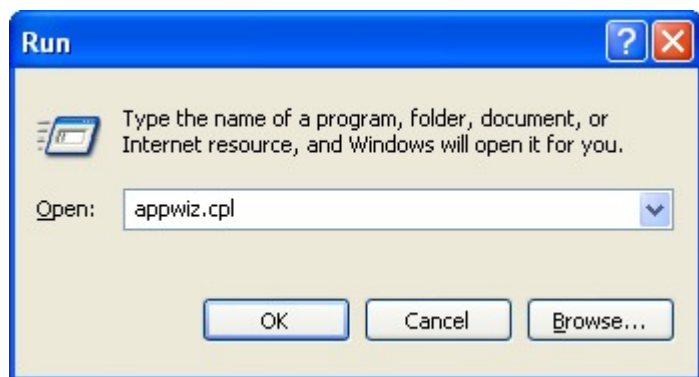 Run
Type the name of a program, folder, document, or
Internet resource, and Windows will open it for you.
Open: appwiz.cpl
OK Cancel Browse...